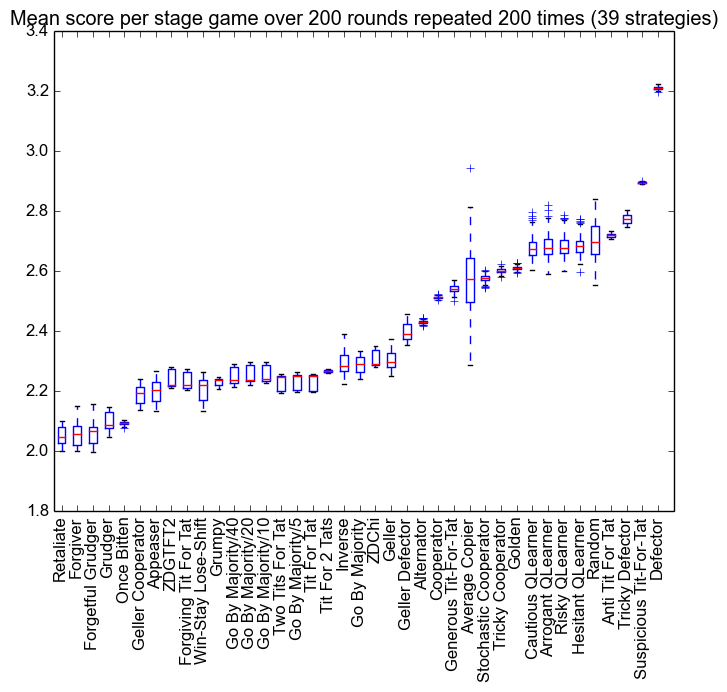 Mean score per stage game over 200 rounds repeated 200 times (39 strategies)
3.4
3.2
3.0
2.8
2.6
2.4
2.2
2.0
1.8
Retaliate
Forgiver
Forgetful Grudger
Grudger
Once Bitten
Geller Cooperator
Appeaser
ZDGTFT2
Forgiving Tit For Tat
Win-Stay Lose-Shift
Grumpy
Go By Majority/40
Go By Majority/20
Go By Majority/10
Two Tits For Tat
Go By Majority/5
Tit For Tat
Tit For 2 Tats
Inverse
Go By Majority
ZDChi
Geller
Geller Defector
Alternator
Cooperator
Generous Tit-For-Tat
Average Copier
Stochastic Cooperator
Tricky Cooperator
Golden
Cautious QLearner
Arrogant QLearner
Risky QLearner
Hesitant QLearner
Random
Anti Tit For Tat
Tricky Defector
Suspicious Tit-For-Tat
Defector